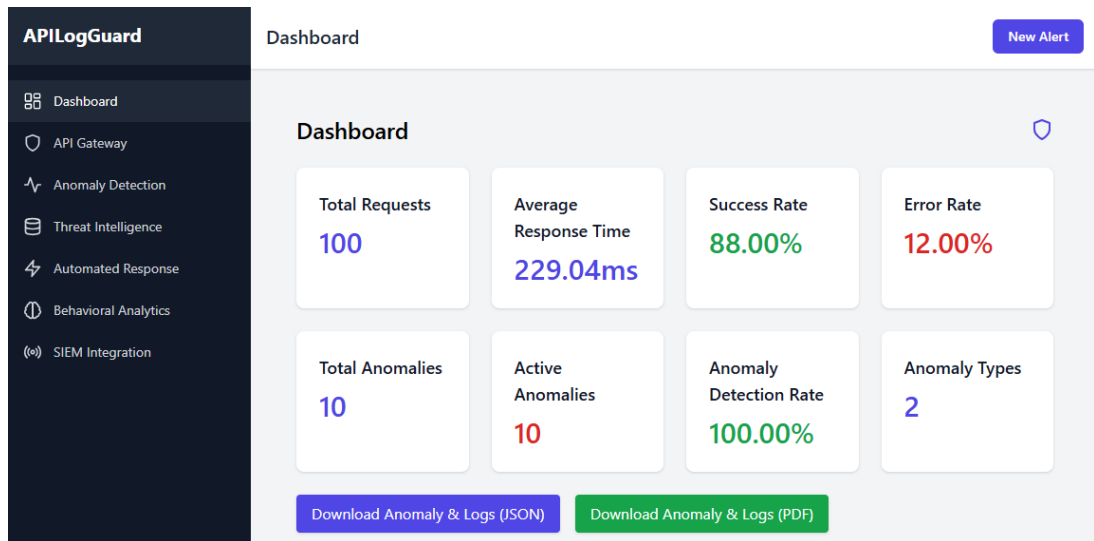 APILogGuard
Dashboard
New Alert
Dashboard
API Gateway
Anomaly Detection
Threat Intelligence
Automated Response
Behavioral Analytics
SIEM Integration
Dashboard
Total Requests
100
Average
Response Time
229.04ms
Success Rate
88.00%
Error Rate
12.00%
Total Anomalies
10
Active
Anomalies
10
Anomaly
Detection Rate
100.00%
Anomaly Types
2
Download Anomaly & Logs (JSON)
Download Anomaly & Logs (PDF)